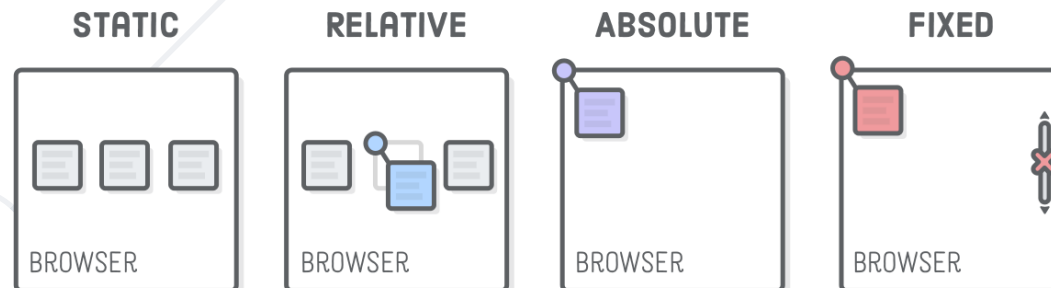 STATIC
RELATIVE
ABSOLUTE
FIXED
BROWSER
BROWSER
BROWSER
BROWSER